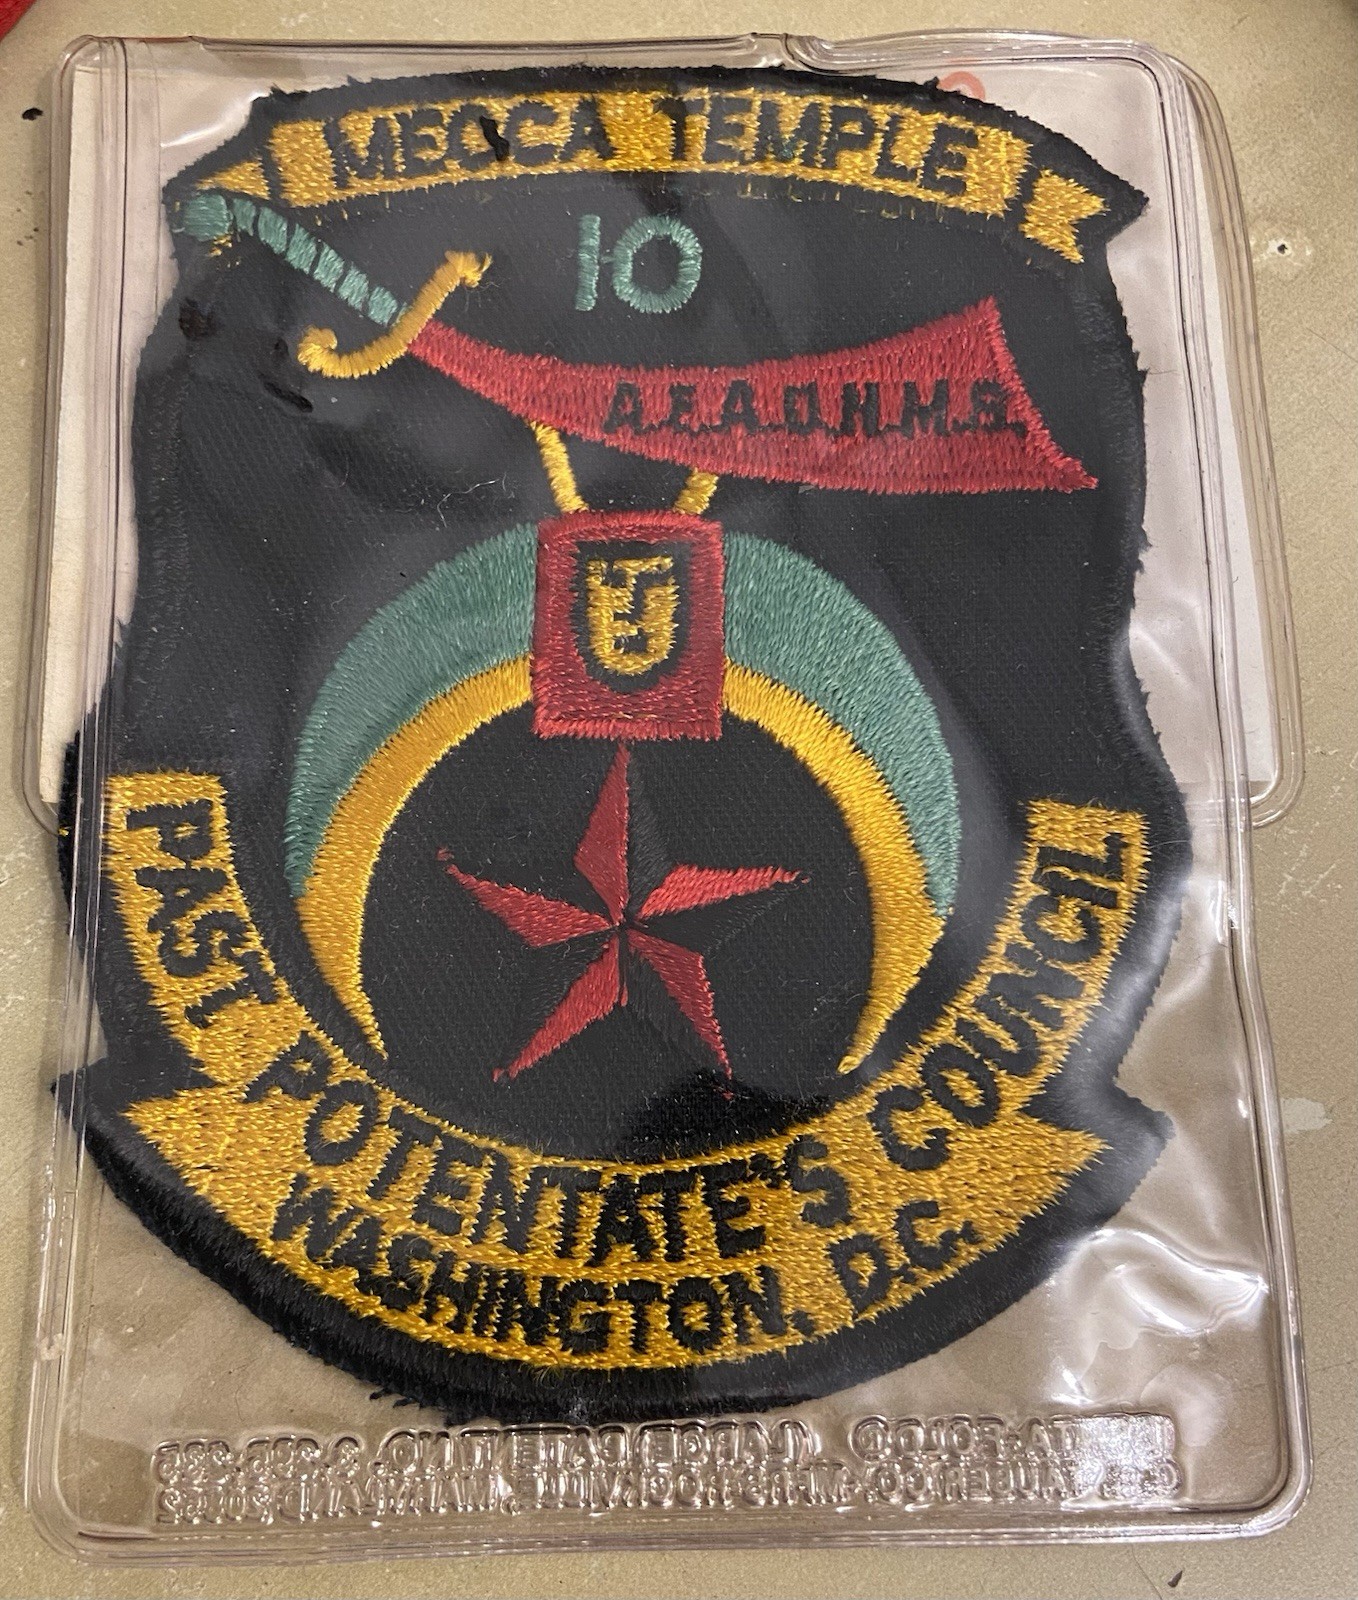 MECCA TEMPLE
10
A.E.A.O.N.M.S.
PAST POTENTATE'S COUNCIL
WASHINGTON, D.C.